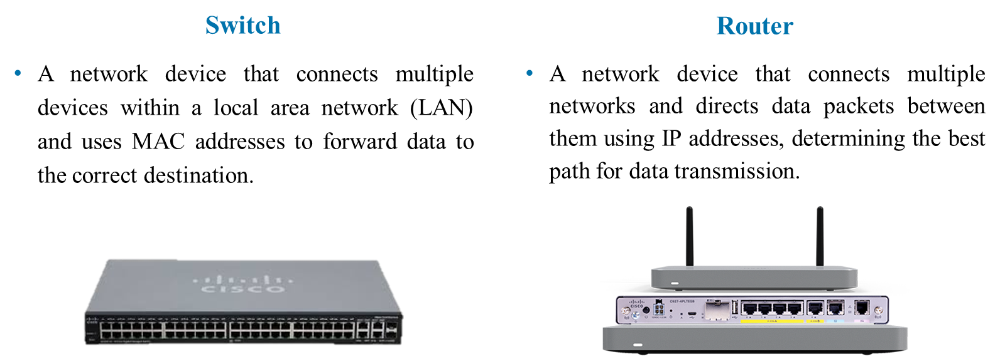 Switch
• A network device that connects multiple
devices within a local area network (LAN)
and uses MAC addresses to forward data to
the correct destination.
CISCO
Router
• A network device that connects multiple
networks and directs data packets between
them using IP addresses, determining the best
path for data transmission.
CISCO
C927-4PLTEGB